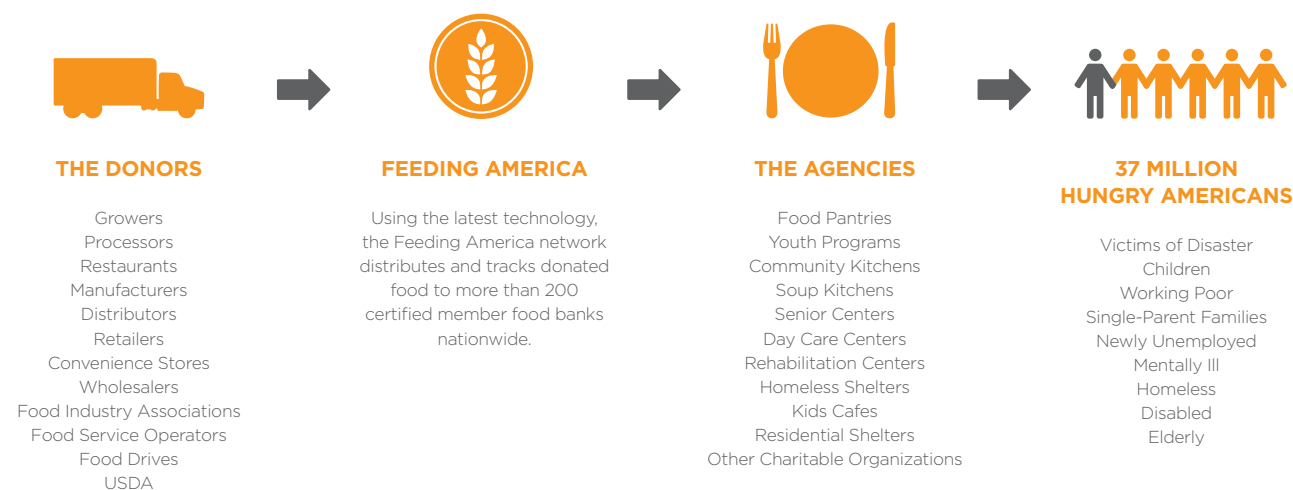 THE DONORS
Growers
Processors
Restaurants
Manufacturers
Distributors
Retailers
Convenience Stores
Wholesalers
Food Industry Associations
Food Service Operators
Food Drives
USDA
FEEDING AMERICA
Using the latest technology,
the Feeding America network
distributes and tracks donated
food to more than 200
certified member food banks
nationwide.
THE AGENCIES
Food Pantries
Youth Programs
Community Kitchens
Soup Kitchens
Senior Centers
Day Care Centers
Rehabilitation Centers
Homeless Shelters
Kids Cafes
Residential Shelters
Other Charitable Organizations
37 MILLION
HUNGRY AMERICANS
Victims of Disaster
Children
Working Poor
Single-Parent Families
Newly Unemployed
Mentally Ill
Homeless
Disabled
Elderly